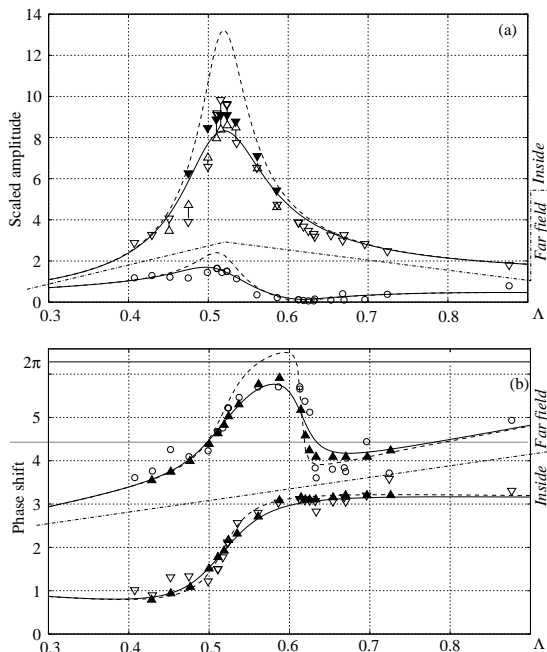 (a)
14
12
10
8
6
4
2
0
Scaled amplitude
Inside
Far field
0.3 0.4 0.5 0.6 0.7 0.8 Λ
(b)
2π
5
4
3
2
1
0
Phase shift
Far field
Inside
0.3 0.4 0.5 0.6 0.7 0.8 Λ